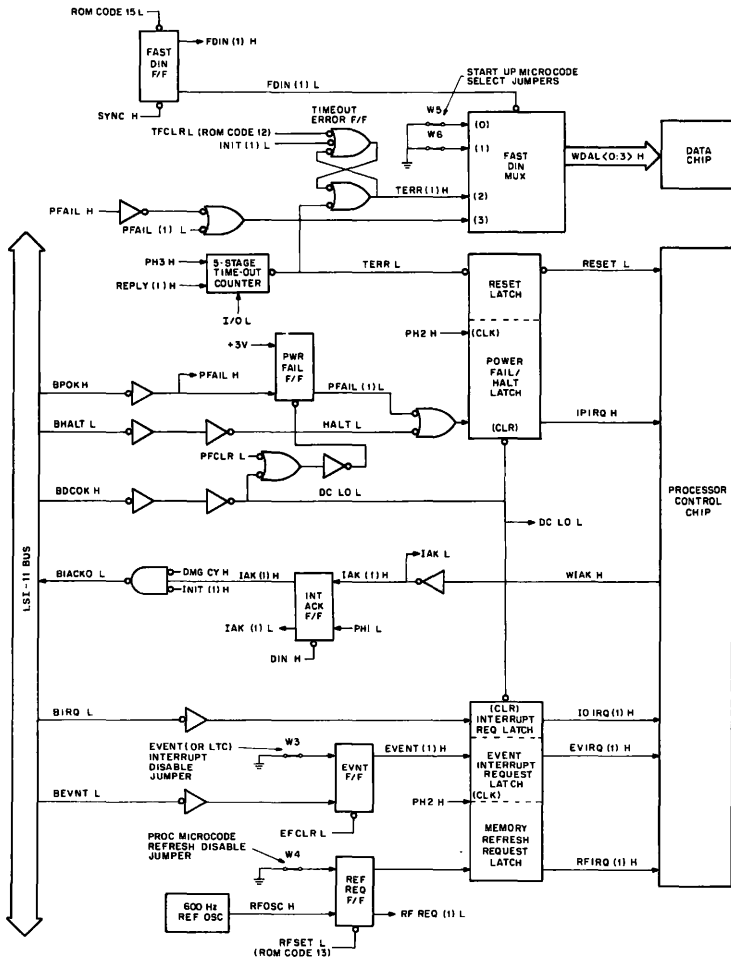 ROM CODE 15 L
FAST
DIN
F/F
FDIN (1) H
FDIN (1) L
SYNC H
START UP MICROCODE
SELECT JUMPERS
TIMEOUT
ERROR F/F
TFCLR L (ROM CODE 12)
INIT (1) L
W5
W6
(0)
(1)
(2)
(3)
FAST
DIN
MUX
WDAL <0:3> H
DATA
CHIP
TERR (1) H
PFAIL H
PFAIL (1) L
PH3 H
REPLY (1) H
5-STAGE
TIME-OUT
COUNTER
I/O L
TERR L
RESET
LATCH
RESET L
PH2 H
(CLK)
POWER
FAIL/
HALT
LATCH
(CLR)
IPIRQ H
+3V
PWR
FAIL
F/F
PFAIL (1) L
BPOK H
PFAIL H
BHALT L
HALT L
PFCLR L
BDCOK H
DC LO L
DC LO L
PROCESSOR
CONTROL
CHIP
LSI-11 BUS
BIACKO L
DMG CY H
INIT (1) H
IAK (1) H
INT
ACK
F/F
IAK (1) L
PH1 L
DIN H
IAK (1) H
IAK L
WIAK H
BIRQ L
(CLR)
INTERRUPT
REQ LATCH
IO IRQ (1) H
EVENT (OR LTC)
INTERRUPT
DISABLE
JUMPER
W3
EVNT
F/F
EVENT (1) H
EVENT
INTERRUPT
REQUEST
LATCH
(CLK)
EVIRQ (1) H
BEVNT L
EFCLR L
PH2 H
MEMORY
REFRESH
REQUEST
LATCH
RFIRQ (1) H
PROC MICROCODE
REFRESH DISABLE
JUMPER
W4
600 Hz
REF OSC
RFOSC H
REF
REQ
F/F
RF REQ (1) L
RFSET L
(ROM CODE 13)